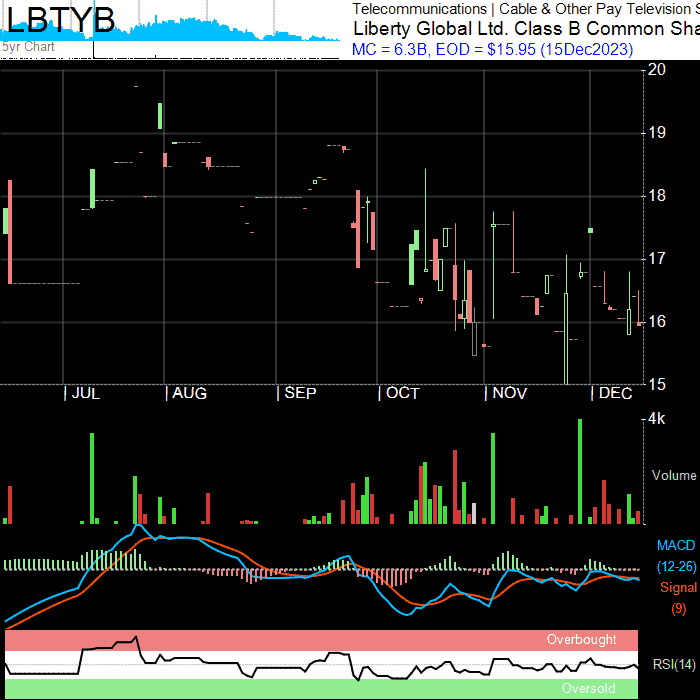 LBTYB
5yr Chart
Telecommunications | Cable & Other Pay Television S
Liberty Global Ltd. Class B Common Sha
MC = 6.3B, EOD = $15.95 (15Dec2023)
20
19
18
17
16
15
JUL AUG SEP OCT NOV DEC
4k
Volume
MACD
(12-26)
Signal
(9)
Overbought
RSI(14)
Oversold